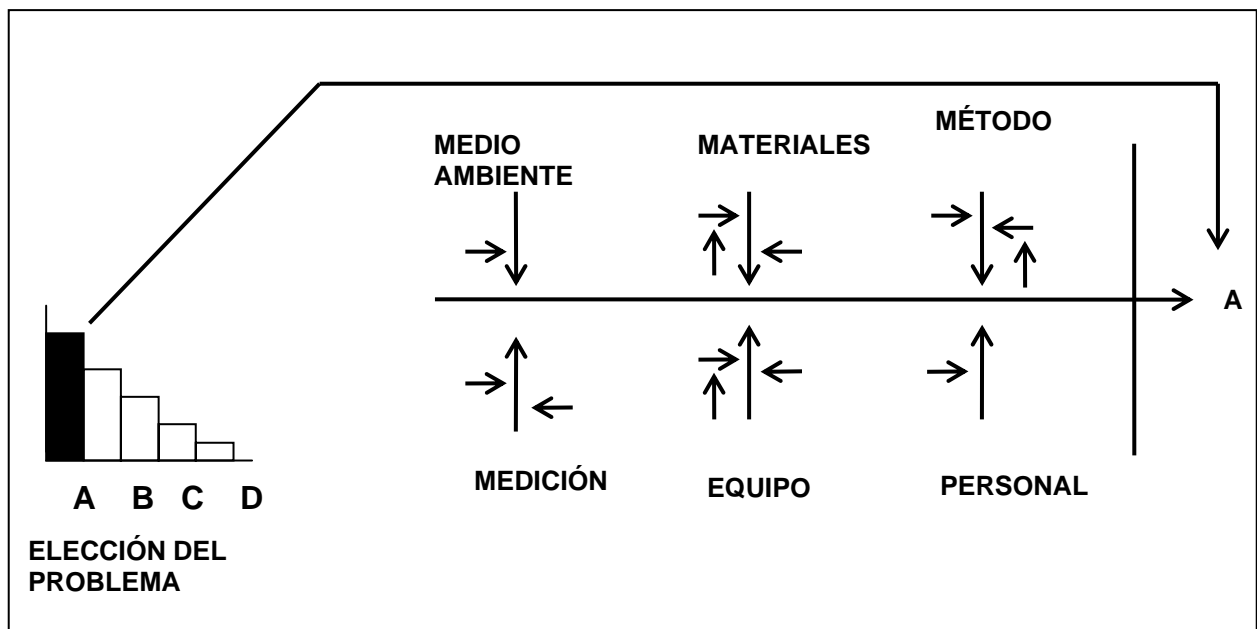 MÉTODO
MEDIO
AMBIENTE
MATERIALES
A
MEDICIÓN
EQUIPO
PERSONAL
A B C D
ELECCIÓN DEL
PROBLEMA